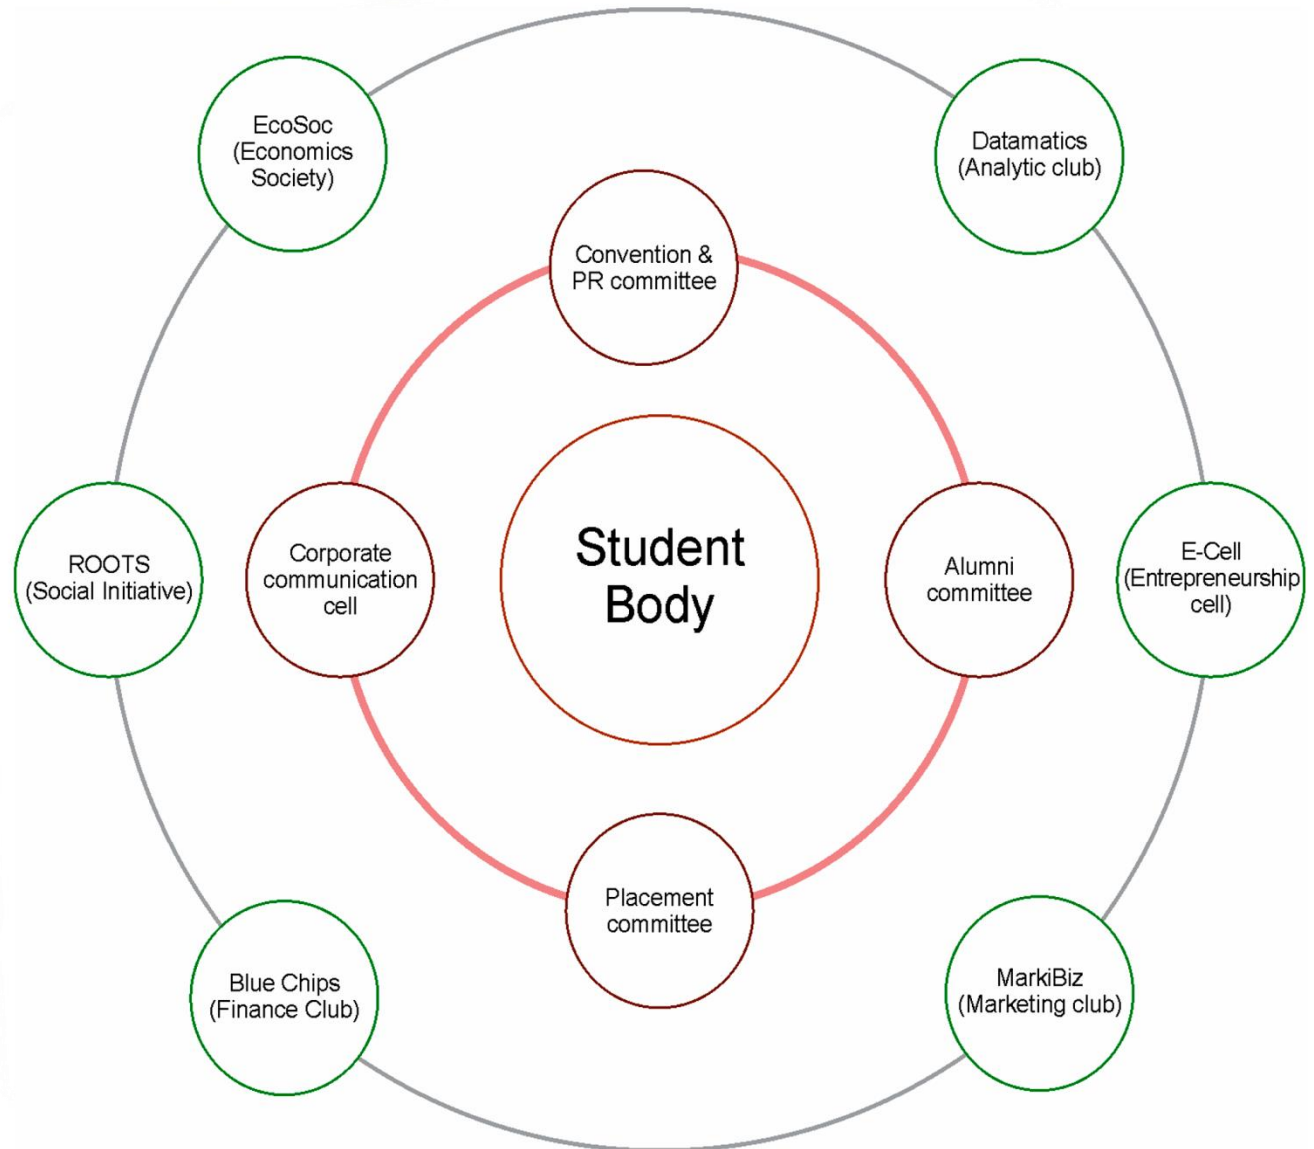 EcoSoc
(Economics
Society)
Datamatics
(Analytic club)
Convention &
PR committee
Student
Body
ROOTS
(Social Initiative)
Corporate
communication
cell
Alumni
committee
E-Cell
(Entrepreneurship
cell)
Placement
committee
Blue Chips
(Finance Club)
MarkiBiz
(Marketing club)